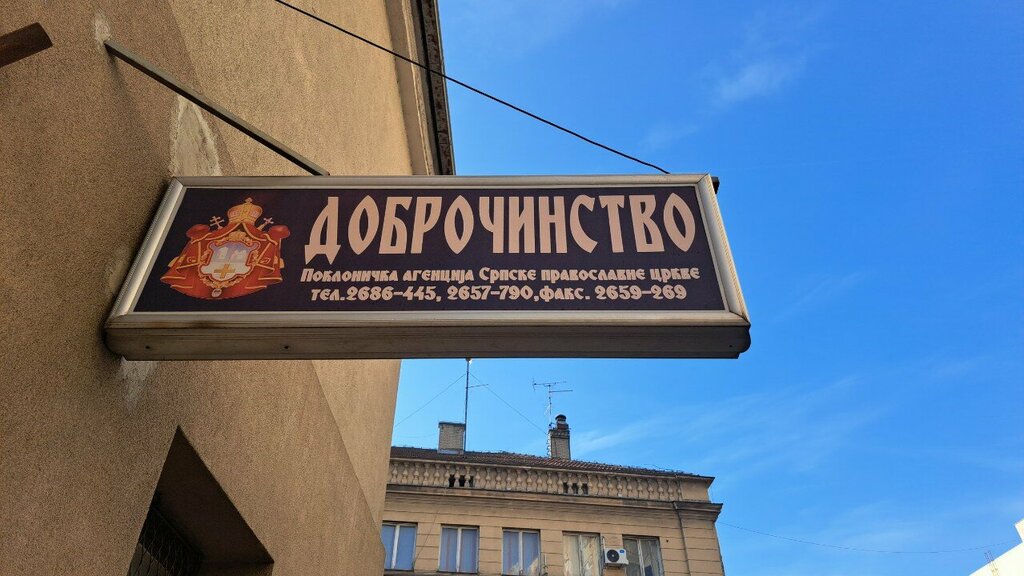 ДОБРОЧИНСТВО
Поклоничка агенција Српске православне цркве
тел.2686-445, 2657-790,факс. 2659-269